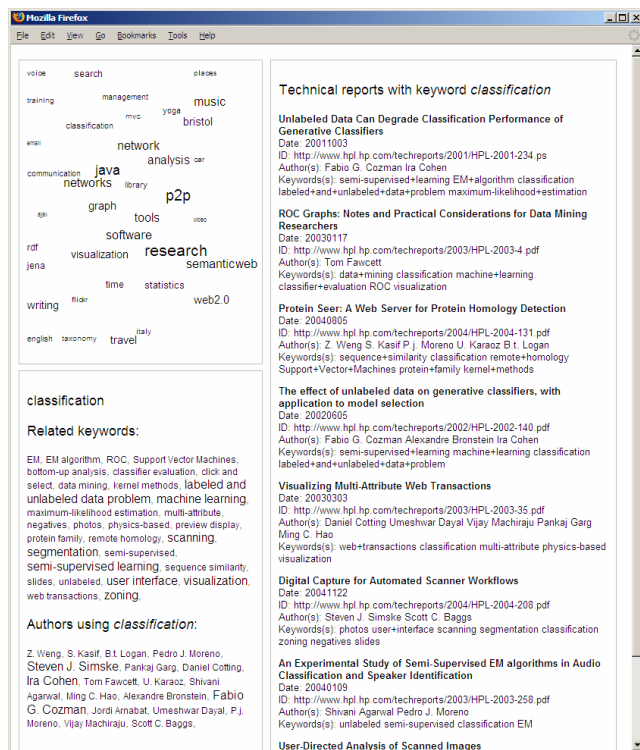 Mozilla Firefox
File Edit View Go Bookmarks Tools Help
voice search places
training management music
mvc yoga
classification bristol
email network
analysis car
communication java
networks library
p2p
graph
ajax tools video
software
rdf research
visualization
jena semanticweb
time statistics
flickr web2.0
writing
italy
english taxonomy travel
classification
Related keywords:
EM, EM algorithm, ROC, Support Vector Machines,
bottom-up analysis, classifier evaluation, click and
select, data mining, kernel methods, labeled and
unlabeled data problem, machine learning,
maximum-likelihood estimation, multi-attribute,
negatives, photos, physics-based, preview display,
protein family, remote homology, scanning,
segmentation, semi-supervised,
semi-supervised learning, sequence similarity,
slides, unlabeled, user interface, visualization,
web transactions, zoning,
Authors using classification:
Z. Weng, S. Kasif, B.t. Logan, Pedro J. Moreno,
Steven J. Simske, Pankaj Garg, Daniel Cotting,
Ira Cohen, Tom Fawcett, U. Karaoz, Shivani
Agarwal, Ming C. Hao, Alexandre Bronstein, Fabio
G. Cozman, Jordi Arnabat, Umeshwar Dayal, P.j.
Moreno, Vijay Machiraju, Scott C. Baggs,
Technical reports with keyword classification
Unlabeled Data Can Degrade Classification Performance of
Generative Classifiers
Date: 20011003
ID: http://www.hpl.hp.com/techreports/2001/HPL-2001-234.ps
Author(s): Fabio G. Cozman Ira Cohen
Keywords(s): semi-supervised+learning EM+algorithm classification
labeled+and+unlabeled+data+problem maximum-likelihood+estimation
ROC Graphs: Notes and Practical Considerations for Data Mining
Researchers
Date: 20030117
ID: http://www.hpl.hp.com/techreports/2003/HPL-2003-4.pdf
Author(s): Tom Fawcett
Keywords(s): data+mining classification machine+learning
classifier+evaluation ROC visualization
Protein Seer: A Web Server for Protein Homology Detection
Date: 20040805
ID: http://www.hpl.hp.com/techreports/2004/HPL-2004-131.pdf
Author(s): Z. Weng S. Kasif P.j. Moreno U. Karaoz B.t. Logan
Keywords(s): sequence+similarity classification remote+homology
Support+Vector+Machines protein+family kernel+methods
The effect of unlabeled data on generative classifiers, with
application to model selection
Date: 20020605
ID: http://www.hpl.hp.com/techreports/2002/HPL-2002-140.pdf
Author(s): Fabio G. Cozman Alexandre Bronstein Ira Cohen
Keywords(s): semi-supervised+learning machine+learning classification
labeled+and+unlabeled+data+problem
Visualizing Multi-Attribute Web Transactions
Date: 20030303
ID: http://www.hpl.hp.com/techreports/2003/HPL-2003-35.pdf
Author(s): Daniel Cotting Umeshwar Dayal Vijay Machiraju Pankaj Garg
Ming C. Hao
Keywords(s): web+transactions classification multi-attribute physics-based
visualization
Digital Capture for Automated Scanner Workflows
Date: 20041122
ID: http://www.hpl.hp.com/techreports/2004/HPL-2004-208.pdf
Author(s): Steven J. Simske Scott C. Baggs
Keywords(s): photos user+interface scanning segmentation classification
zoning negatives slides
An Experimental Study of Semi-Supervised EM algorithms in Audio
Classification and Speaker Identification
Date: 20040109
ID: http://www.hpl.hp.com/techreports/2003/HPL-2003-258.pdf
Author(s): Shivani Agarwal Pedro J. Moreno
Keywords(s): unlabeled semi-supervised classification EM
User-Directed Analysis of Scanned Images